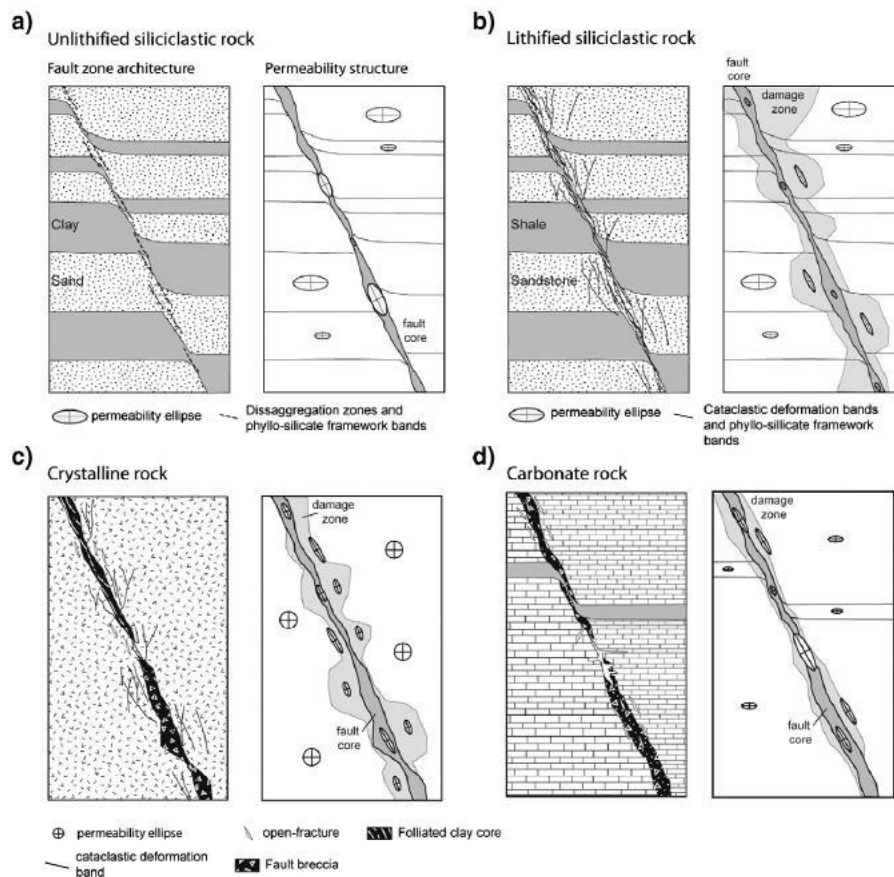 a)
Unlithified siliciclastic rock
Fault zone architecture
Permeability structure
Clay
Sand
fault
core
permeability ellipse
Dissaggregation zones and
phyllo-silicate framework bands
b)
Lithified siliciclastic rock
fault
core
damage
zone
Shale
Sandstone
permeability ellipse
Cataclastic deformation bands
and phyllo-sillicate framework
bands
c)
Crystalline rock
damage
zone
fault
core
d)
Carbonate rock
damage
zone
fault
core
permeability ellipse
open-fracture
Foliated clay core
cataclastic deformation
band
Fault breccia